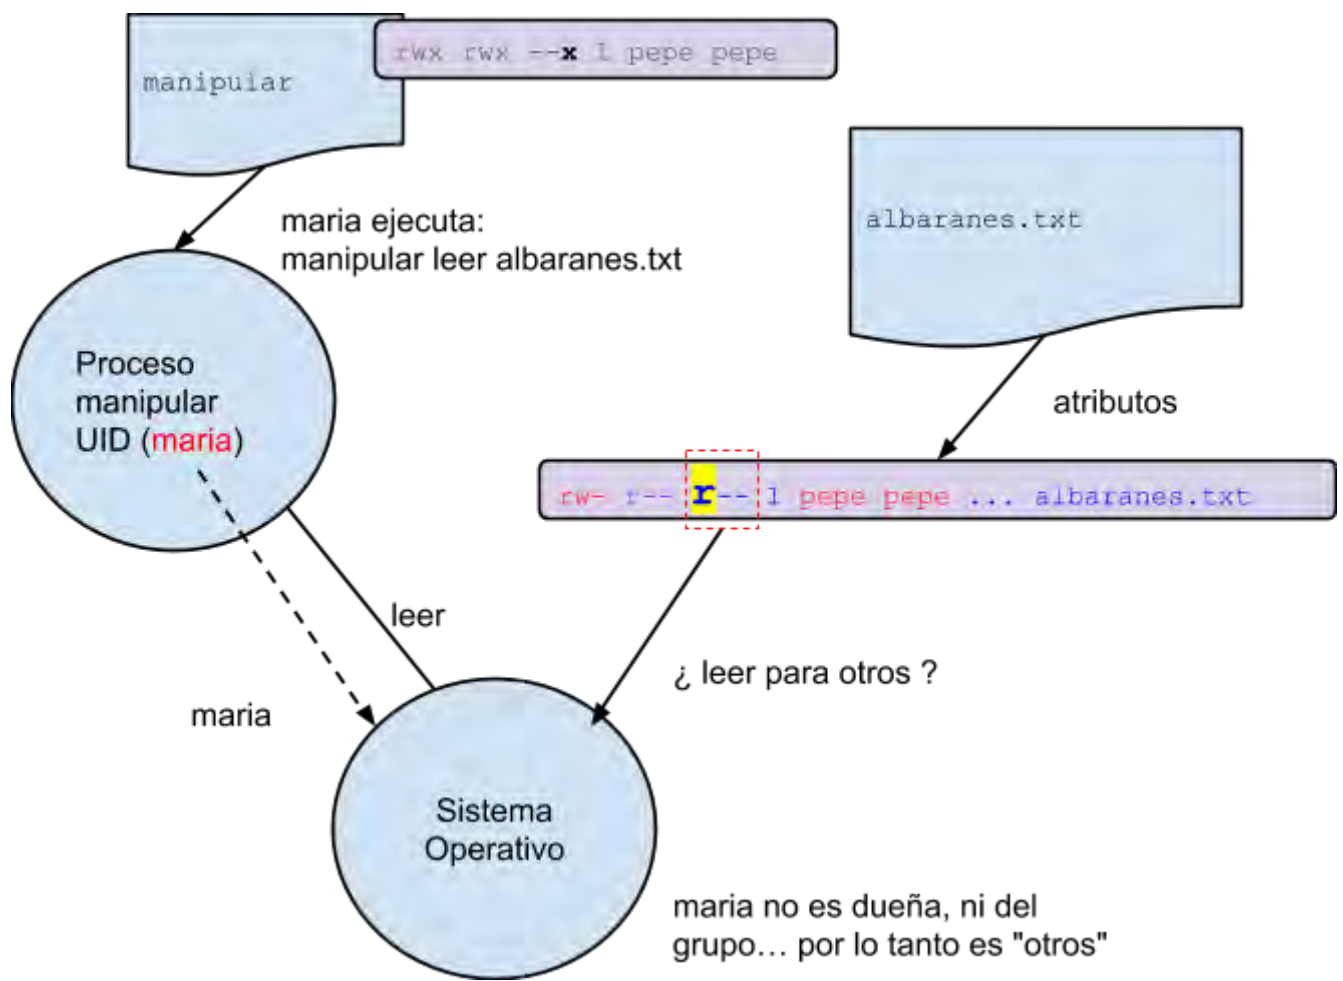 rwx rwx --x 1 pepe pepe
manipular
maria ejecuta:
manipular leer albaranes.txt
albaranes.txt
Proceso
manipular
UID (maria)
atributos
rw- r-- r-- 1 pepe pepe ... albaranes.txt
leer
¿ leer para otros ?
maria
Sistema
Operativo
maria no es dueña, ni del
grupo... por lo tanto es "otros"